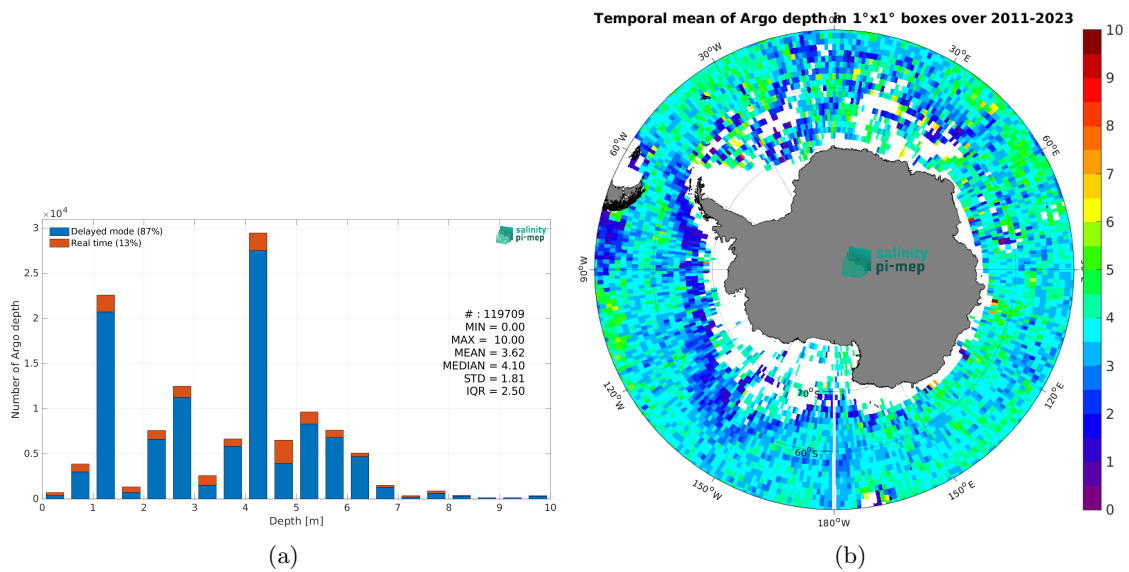 Temporal mean of Argo depth in 1°x1° boxes over 2011-2023
×10⁴
3
2.5
2
1.5
1
0.5
0
Number of Argo depth
Delayed mode (87%)
Real time (13%)
salinity
pi-mep
# : 119709
MIN = 0.00
MAX = 10.00
MEAN = 3.62
MEDIAN = 4.10
STD = 1.81
IQR = 2.50
0 1 2 3 4 5 6 7 8 9 10
Depth [m]
(a)
30°W
30°E
60°W
60°E
90°W
120°W
120°E
150°W
150°E
180°W
70°S
60°S
salinity
pi-mep
10
9
8
7
6
5
4
3
2
1
0
(b)